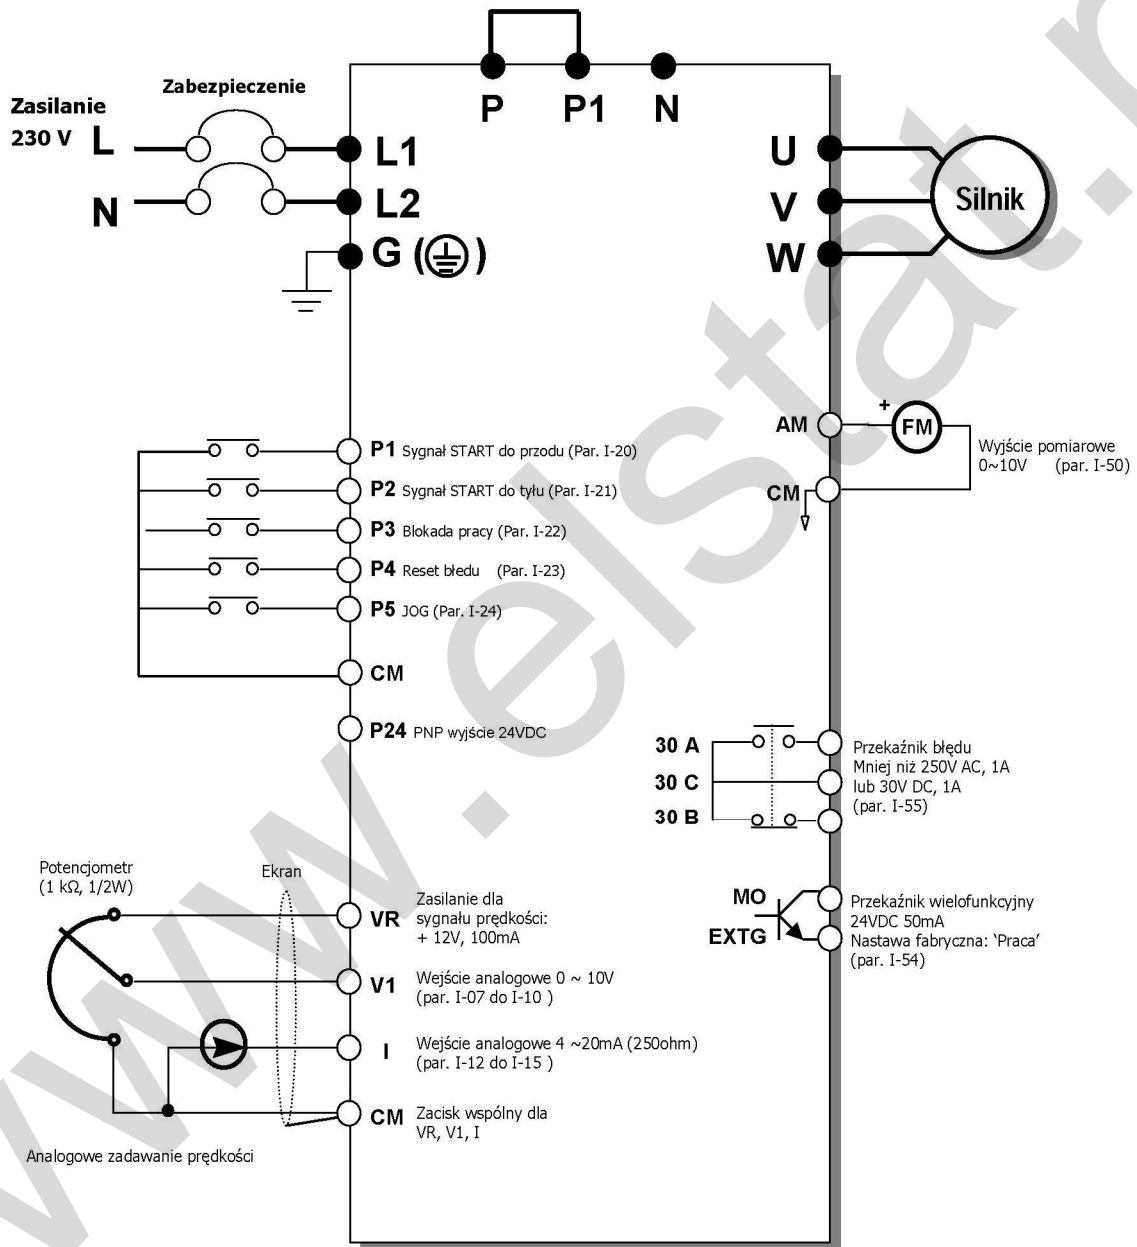 Zabezpieczenie
Zasilanie
230 V
L
N
L1
L2
G
P
P1
N
U
V
W
Silnik
P1 Sygnał START do przodu (Par. I-20)
P2 Sygnał START do tyłu (Par. I-21)
P3 Blokada pracy (Par. I-22)
P4 Reset błedu (Par. I-23)
P5 JOG (Par. I-24)
CM
P24 PNP wyjście 24VDC
AM
+
FM
CM
Wyjście pomiarowe
0~10V (par. I-50)
30 A
30 C
30 B
Przekaźnik błędu
Mniej niż 250V AC, 1A
lub 30V DC, 1A
(par. I-55)
MO
EXTG
Przekaźnik wielofunkcyjny
24VDC 50mA
Nastawa fabryczna: ‘Praca’
(par. I-54)
Potencjometr
(1 kΩ, 1/2W)
Ekran
VR
Zasilanie dla
sygnału prędkości:
+ 12V, 100mA
V1
Wejście analogowe 0 ~ 10V
(par. I-07 do I-10 )
I
Wejście analogowe 4 ~20mA (250ohm)
(par. I-12 do I-15 )
CM
Zacisk wspólny dla
VR, V1, I
Analogowe zadawanie prędkości
www.elstat.